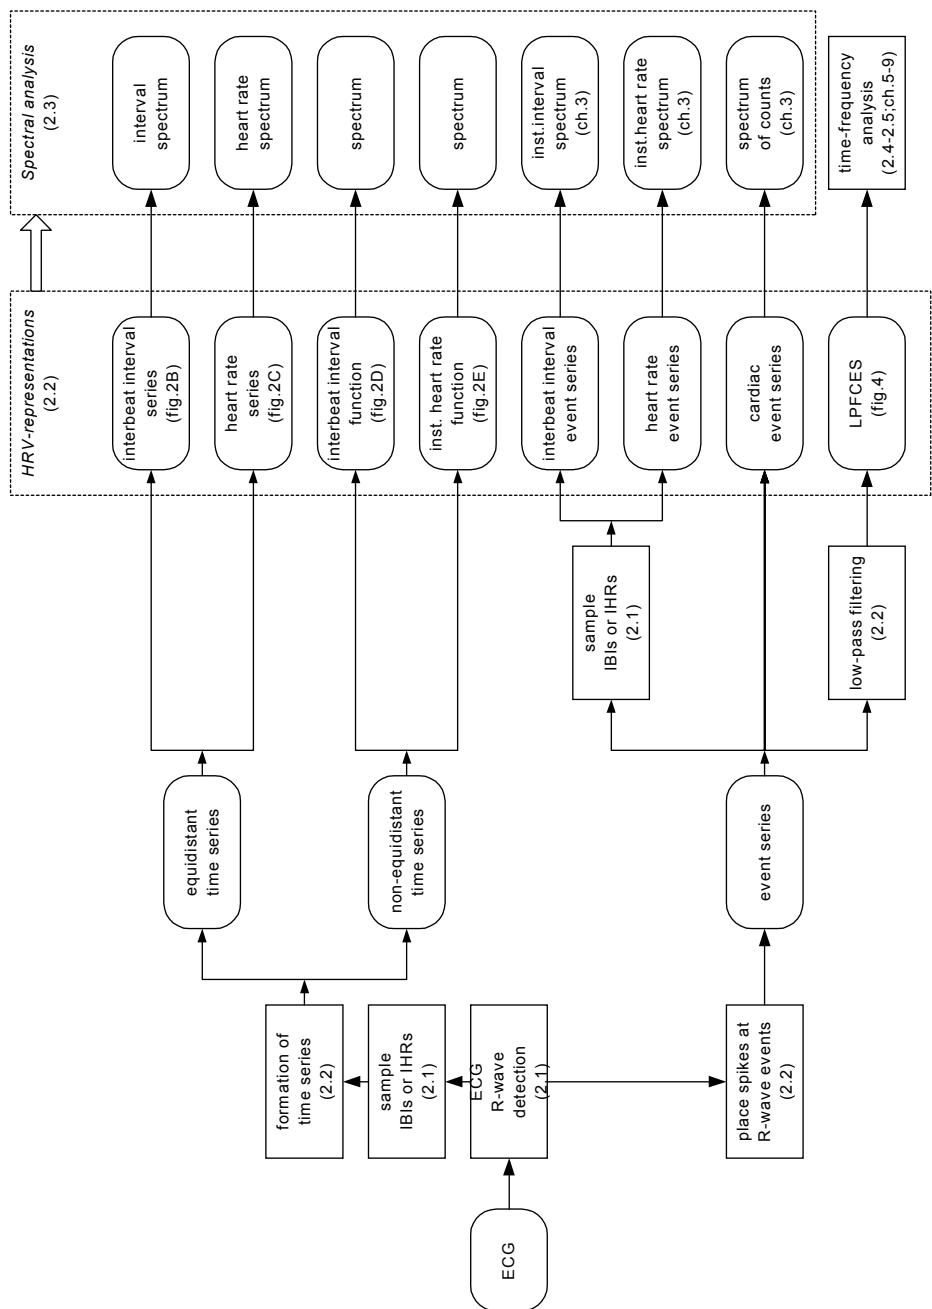 Spectral analysis
(2.3)
interval
spectrum
heart rate
spectrum
spectrum
spectrum
inst.interval
spectrum
(ch.3)
inst.heart rate
spectrum
(ch.3)
spectrum
of counts
(ch.3)
time-frequency
analysis
(2.4-2.5;ch.5-9)
HRV-representations
(2.2)
interbeat interval
series
(fig.2B)
heart rate
series
(fig.2C)
interbeat interval
function
(fig.2D)
inst. heart rate
function
(fig.2E)
interbeat interval
event series
heart rate
event series
cardiac
event series
LPFCES
(fig.4)
sample
IBIs or IHRs
(2.1)
low-pass filtering
(2.2)
equidistant
time series
non-equidistant
time series
event series
formation of
time series
(2.2)
sample
IBIs or IHRs
(2.1)
ECG
R-wave
detection
(2.1)
place spikes at
R-wave events
(2.2)
ECG